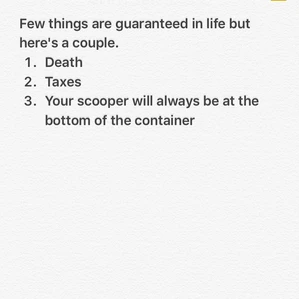 Few things are guaranteed in life but
here's a couple.
1. Death
2. Taxes
3. Your scooper will always be at the
bottom of the container